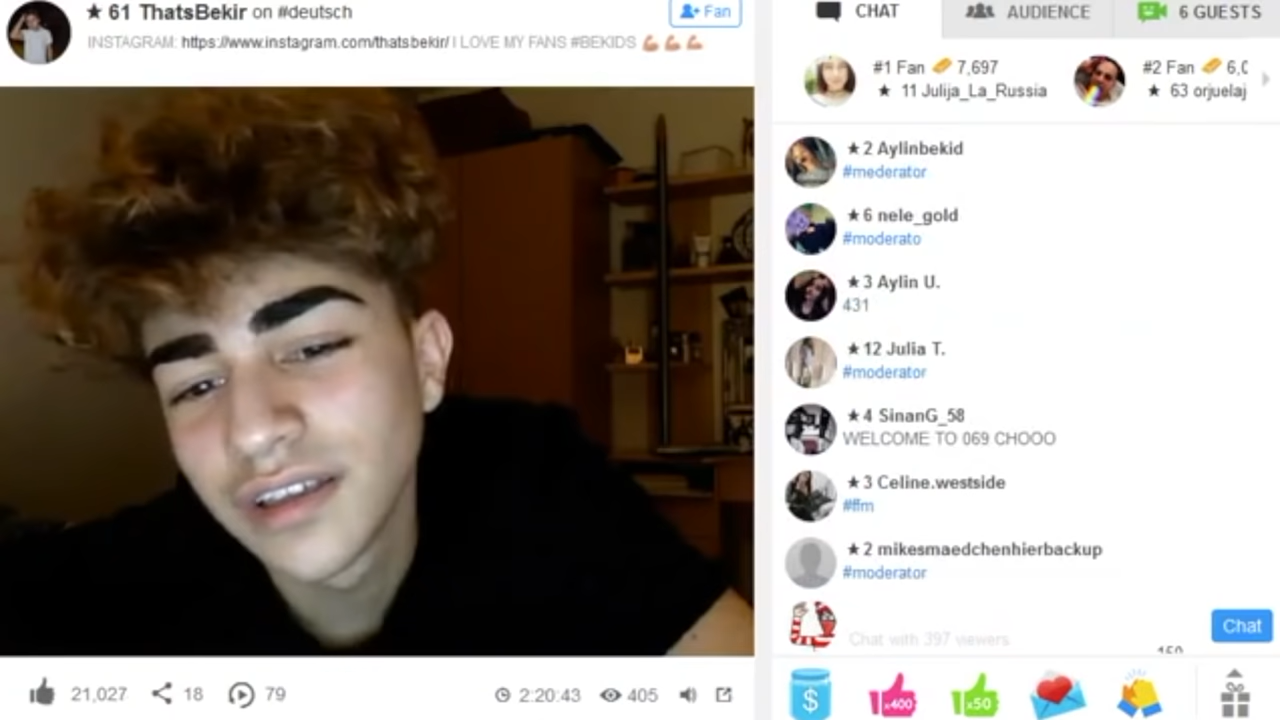 ★ 61 ThatsBekir on #deutsch
Fan
INSTAGRAM: https://www.instagram.com/thatsbekir/ I LOVE MY FANS #BEKIDS
21,027
18
79
2:20:43
405
CHAT
AUDIENCE
6 GUESTS
#1 Fan 7,697
★ 11 Julija_La_Russia
#2 Fan
★ 63 orjuelaj
★2 Aylinbekid
#mederator
★6 nele_gold
#moderato
★3 Aylin U.
431
★12 Julia T.
#moderator
★4 SinanG_58
WELCOME TO 069 CHOOO
★3 Celine.westside
#ffm
★2 mikesmaedchenhierbackup
#moderator
Chat with 397 viewers
Chat
$
x400
x50